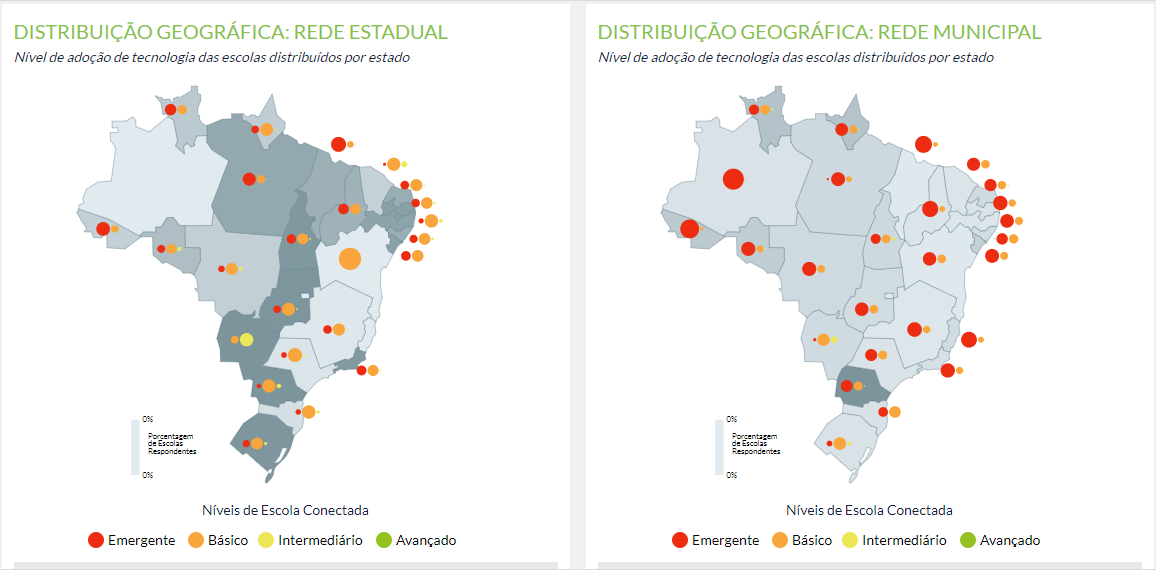 DISTRIBUIÇÃO GEOGRÁFICA: REDE ESTADUAL
Nível de adoção de tecnologia das escolas distribuídos por estado
0%
Porcentagem
de Escolas
Respondentes
0%
Níveis de Escola Conectada
Emergente Básico Intermediário Avançado
DISTRIBUIÇÃO GEOGRÁFICA: REDE MUNICIPAL
Nível de adoção de tecnologia das escolas distribuídos por estado
0%
Porcentagem
de Escolas
Respondentes
0%
Níveis de Escola Conectada
Emergente Básico Intermediário Avançado